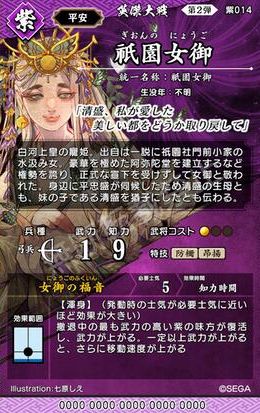 紫
平安
英傑大戦
第2弾
紫014
ぎおんの にょうご
祇園女御
統一名称：祇園女御
生没年：不明
「清盛、私が愛した
美しい都をどうか取り戻して」
白河上皇の寵姫。出自は一説に祇園社門前小家の
水汲み女。豪華を極めた阿弥陀堂を建立するなど
権勢を誇り、正式な宣下を受けずして女御と敬わ
れた。身辺に平忠盛が伺候したため清盛の生母と
も、妹の子である清盛を猶子にしたとも伝わる。
兵種
武力
知力
武将コスト
弓兵
1
9
特技
防柵
昂揚
にょうごのふくいん
女御の福音
必要士気
5
効果時間
知力時間
効果範囲
【渾身】（発動時の士気が必要士気に近い
ほど効果が大きい）
撤退中の最も武力の高い紫の味方が復活
し、武力が上がる。一定以上武力が上がる
と、さらに移動速度が上がる
Illustration:七原しえ
©SEGA
0000 0000 0000 0000 0000